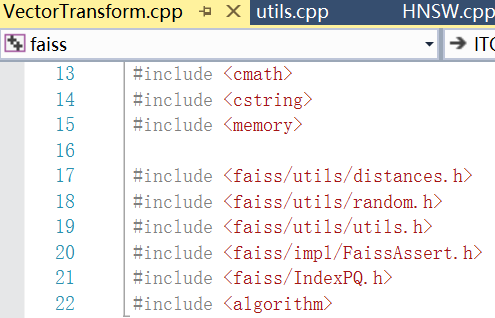 VectorTransform.cpp utils.cpp HNSW.cpp
faiss ITC
13 #include <cmath>
14 #include <cstring>
15 #include <memory>
16
17 #include <faiss/utils/distances.h>
18 #include <faiss/utils/random.h>
19 #include <faiss/utils/utils.h>
20 #include <faiss/impl/FaissAssert.h>
21 #include <faiss/IndexPQ.h>
22 #include <algorithm>